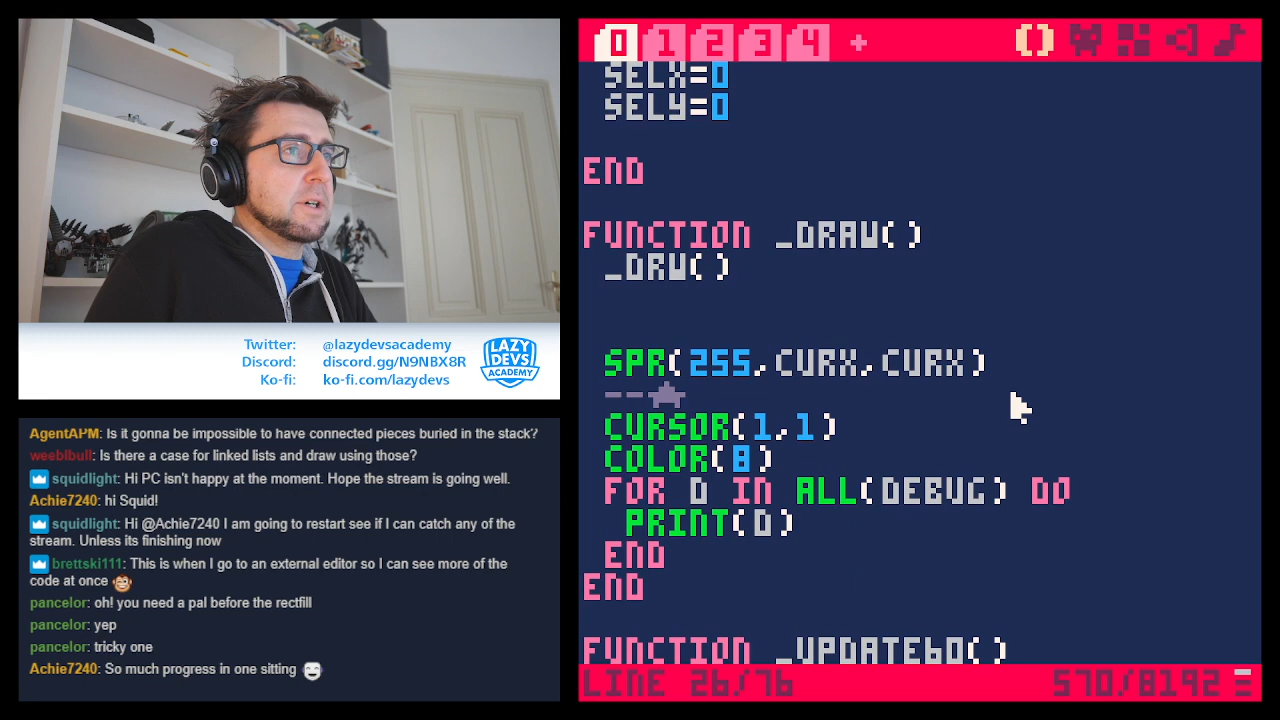 Twitter: @lazydevsacademy
Discord: discord.gg/N9NBX8R
Ko-fi: ko-fi.com/lazydevs
LAZY
DEVS
ACADEMY
AgentAPM: Is it gonna be impossible to have connected pieces buried in the stack?
weeblbull: Is there a case for linked lists and draw using those?
squidlight: Hi PC isn't happy at the moment. Hope the stream is going well.
Achie7240: hi Squid!
squidlight: Hi @Achie7240 I am going to restart see if I can catch any of the
stream. Unless its finishing now
brettski111: This is when I go to an external editor so I can see more of the
code at once
pancelor: oh! you need a pal before the rectfill
pancelor: yep
pancelor: tricky one
Achie7240: So much progress in one sitting
0 1 2 3 4 +
SELX=0
SELY=0
END
FUNCTION _DRAW()
_DRW()
SPR(255,CURX,CURX)
--
CURSOR(1,1)
COLOR(8)
FOR D IN ALL(DEBUG) DO
PRINT(D)
END
END
FUNCTION _UPDATE60()
LINE 26/76
570/8192